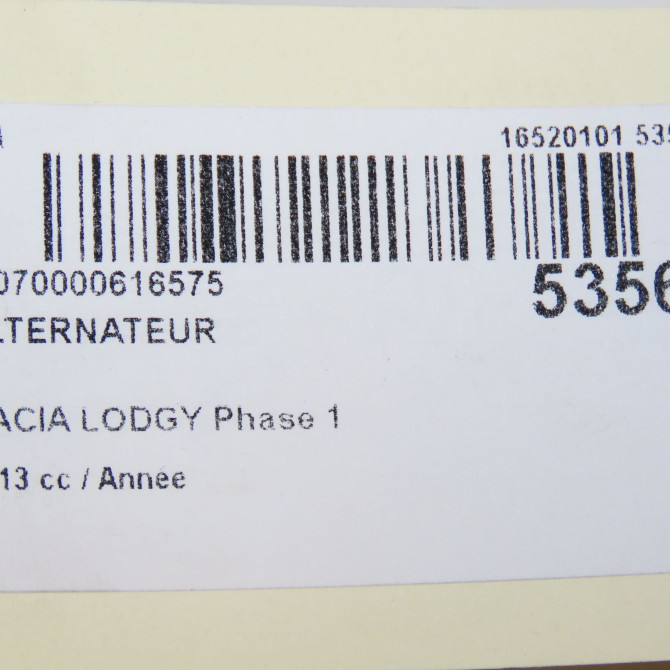 16520101 535
070000616575
5356
LTERNATEUR
ACIA LODGY Phase 1
13 cc / Année